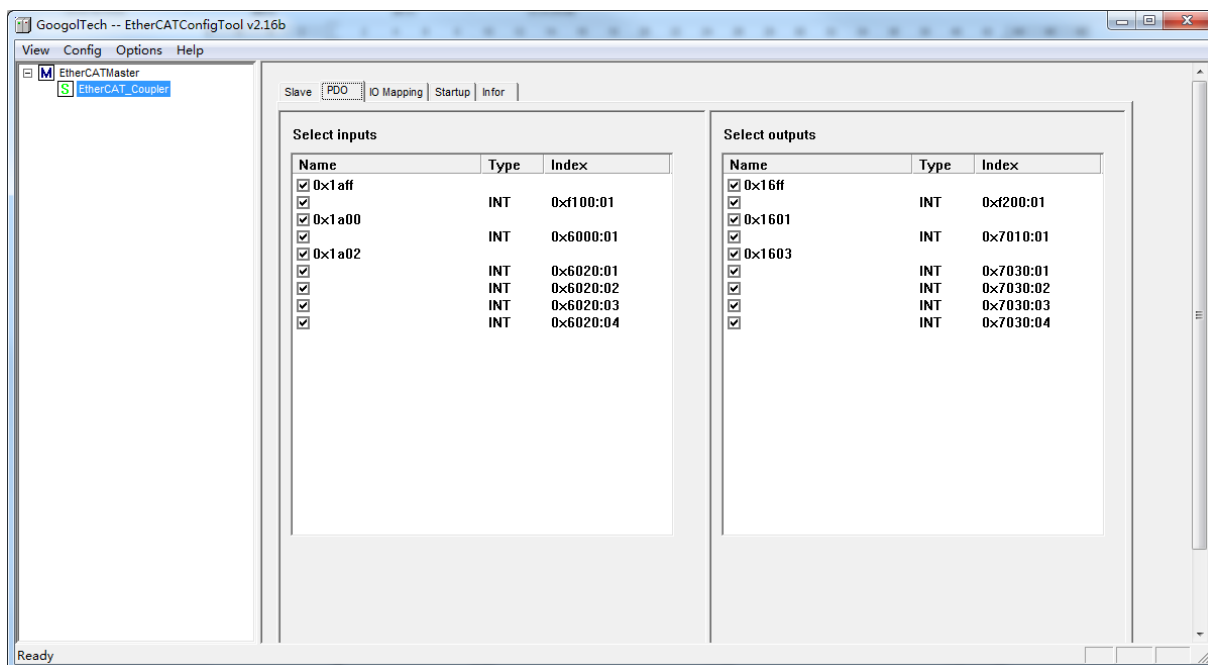 GoogolTech -- EtherCATConfigTool v2.16b
View Config Options Help
EtherCATMaster
EtherCAT_Coupler
Slave PDO IO Mapping Startup Infor
Select inputs
Name Type Index
0x1aff
INT 0xf100:01
0x1a00
INT 0x6000:01
0x1a02
INT 0x6020:01
INT 0x6020:02
INT 0x6020:03
INT 0x6020:04
Select outputs
Name Type Index
0x16ff
INT 0xf200:01
0x1601
INT 0x7010:01
0x1603
INT 0x7030:01
INT 0x7030:02
INT 0x7030:03
INT 0x7030:04
Ready